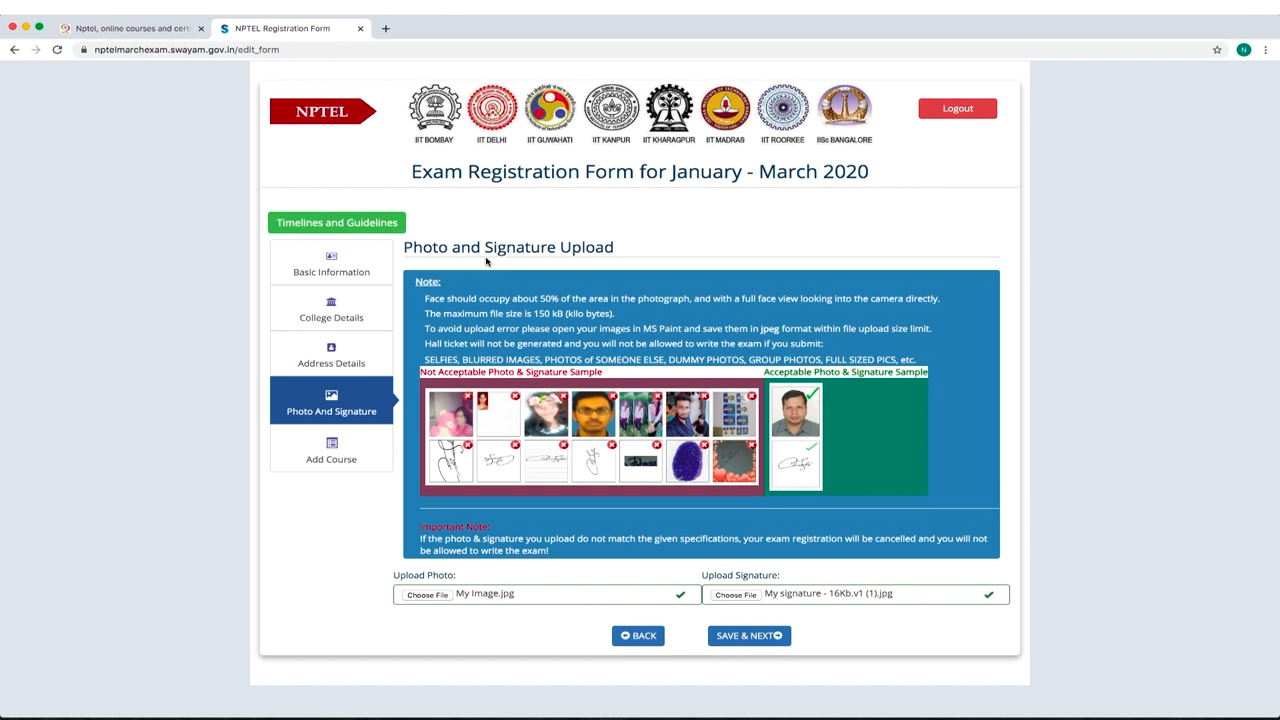 Nptel, online courses and cert
NPTEL Registration Form
nptelmarchexam.swayam.gov.in/edit_form
N
NPTEL
IIT BOMBAY
IIT DELHI
IIT GUWAHATI
IIT KANPUR
IIT KHARAGPUR
IIT MADRAS
IIT ROORKEE
IISc BANGALORE
Logout
Exam Registration Form for January - March 2020
Timelines and Guidelines
Basic Information
College Details
Address Details
Photo And Signature
Add Course
Photo and Signature Upload
Note:
Face should occupy about 50% of the area in the photograph, and with a full face view looking into the camera directly.
The maximum file size is 150 kB (kilo bytes).
To avoid upload error please open your images in MS Paint and save them in jpeg format within file upload size limit.
Hall ticket will not be generated and you will not be allowed to write the exam if you submit:
SELFIES, BLURRED IMAGES, PHOTOS of SOMEONE ELSE, DUMMY PHOTOS, GROUP PHOTOS, FULL SIZED PICS, etc.
Not Acceptable Photo & Signature Sample
Acceptable Photo & Signature Sample
Important Note:
If the photo & signature you upload do not match the given specifications, your exam registration will be cancelled and you will not
be allowed to write the exam!
Upload Photo:
Choose File My Image.jpg
Upload Signature:
Choose File My signature - 16Kb.v1 (1).jpg
BACK
SAVE & NEXT